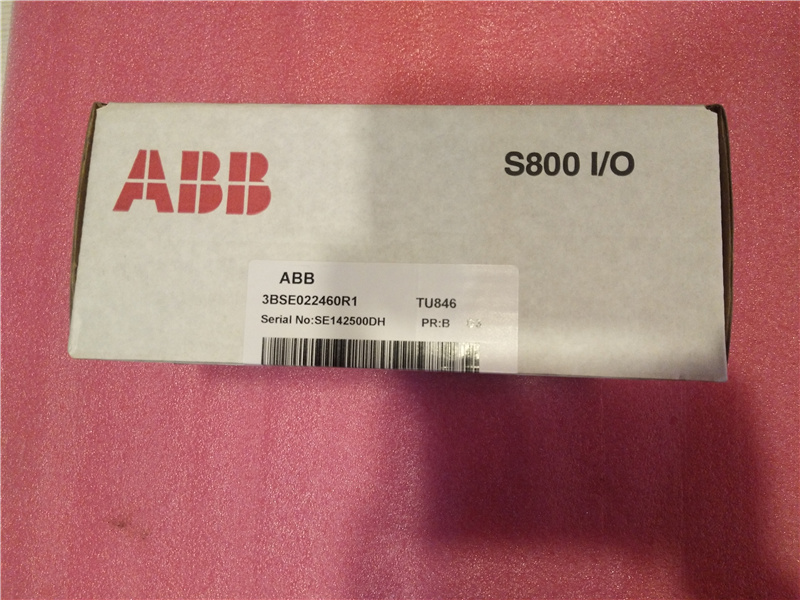 ABB
S800 I/O
ABB
3BSE022460R1 TU846
Serial No:SE142500DH PR:B